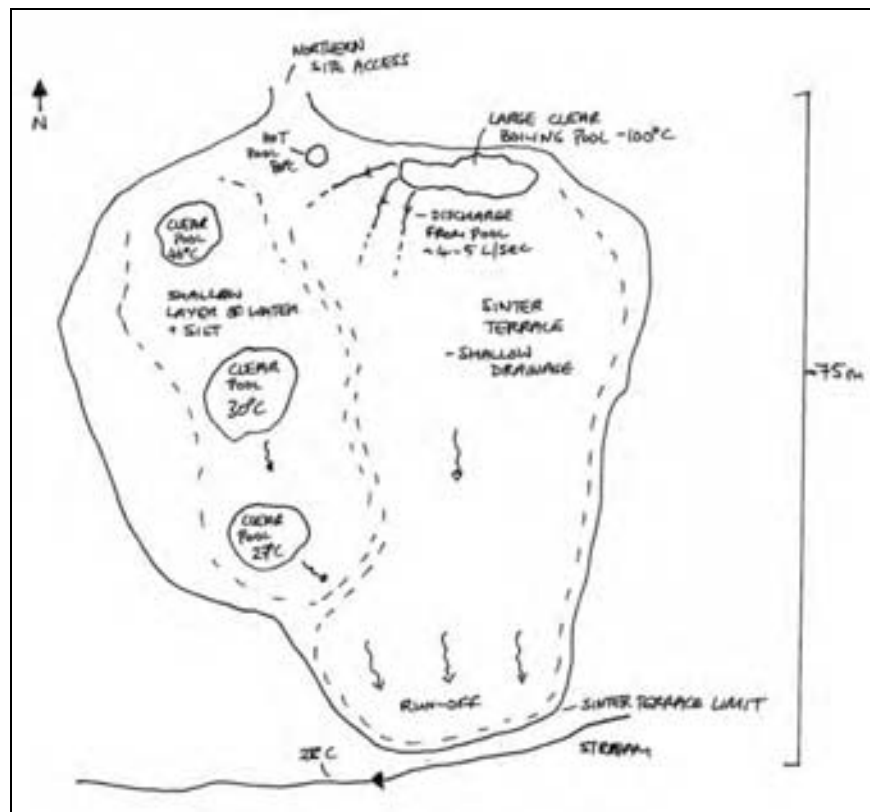 NORTHERN
SITE ACCESS
N
LARGE CLEAR
BOILING POOL ~100°C
HOT
POOL
CLEAR
POOL
- DISCHARGE
FROM POOL
~4-5 L/SEC
SHALLOW
LAYER OF WATER
+ SILT
SINTER
TERRACE
- SHALLOW
DRAINAGE
CLEAR
POOL
30°C
~75m
CLEAR
POOL
27°C
RUN-OFF
SINTER TERRACE LIMIT
STREAM